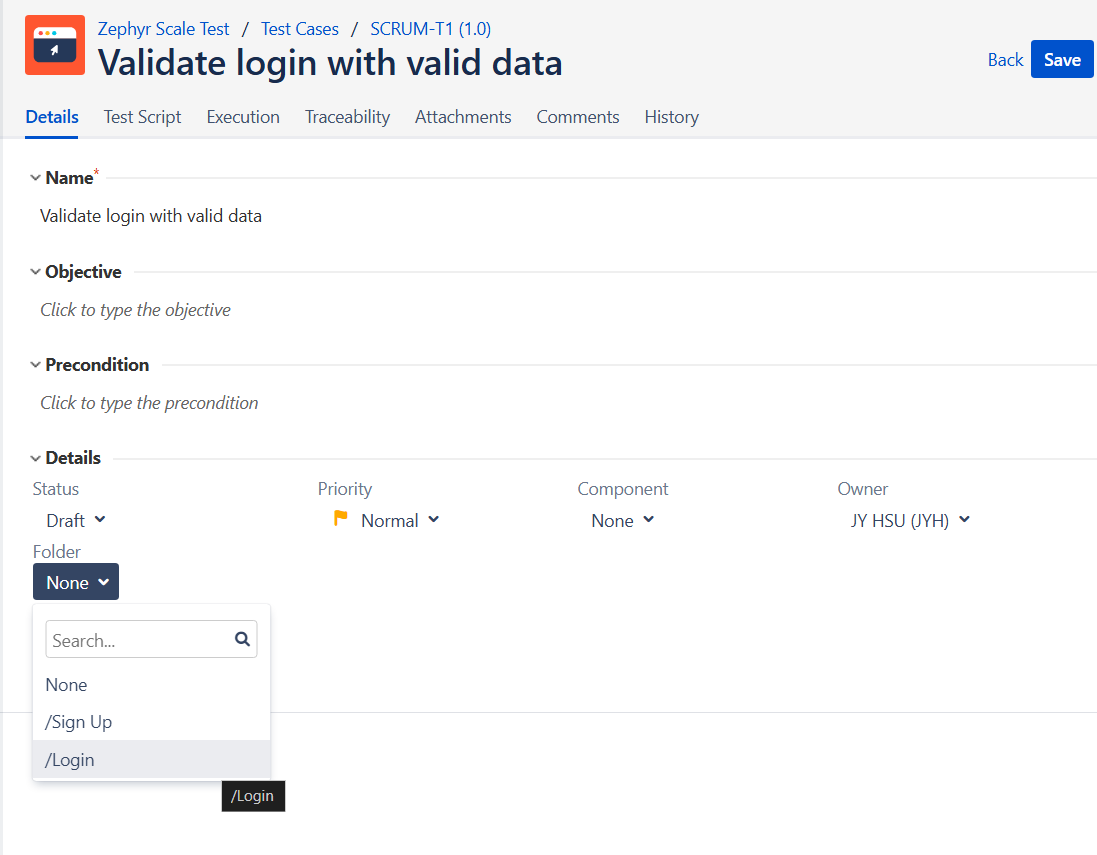 Zephyr Scale Test / Test Cases / SCRUM-T1 (1.0)
Validate login with valid data
Back Save
Details Test Script Execution Traceability Attachments Comments History
Name*
Validate login with valid data
Objective
Click to type the objective
Precondition
Click to type the precondition
Details
Status Priority Component Owner
Draft Normal None JY HSU (JYH)
Folder
None
Search...
None
/Sign Up
/Login
/Login